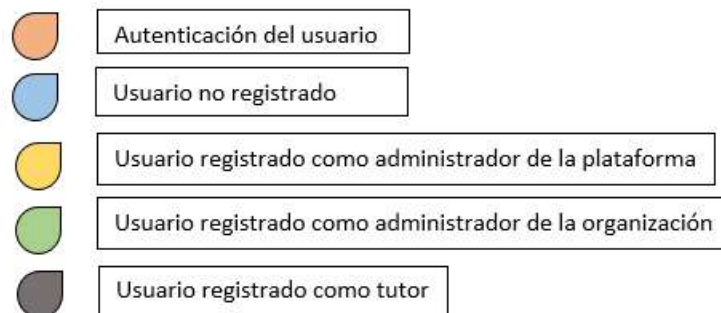 Autenticación del usuario
Usuario no registrado
Usuario registrado como administrador de la plataforma
Usuario registrado como administrador de la organización
Usuario registrado como tutor